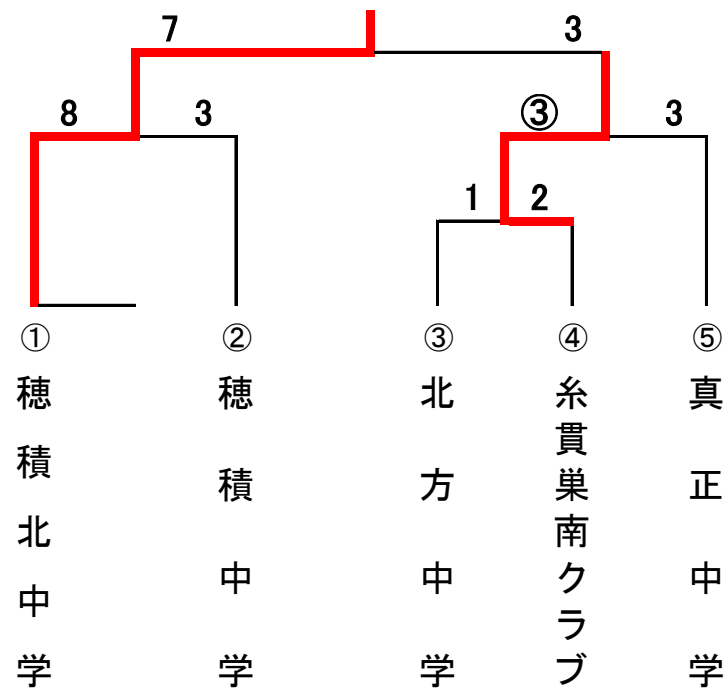 7 3
8 3 ③ 3
1 2
① ② ③ ④ ⑤
穂積北中学
穂積中学
北方中学
糸貫巣南クラブ
真正中学